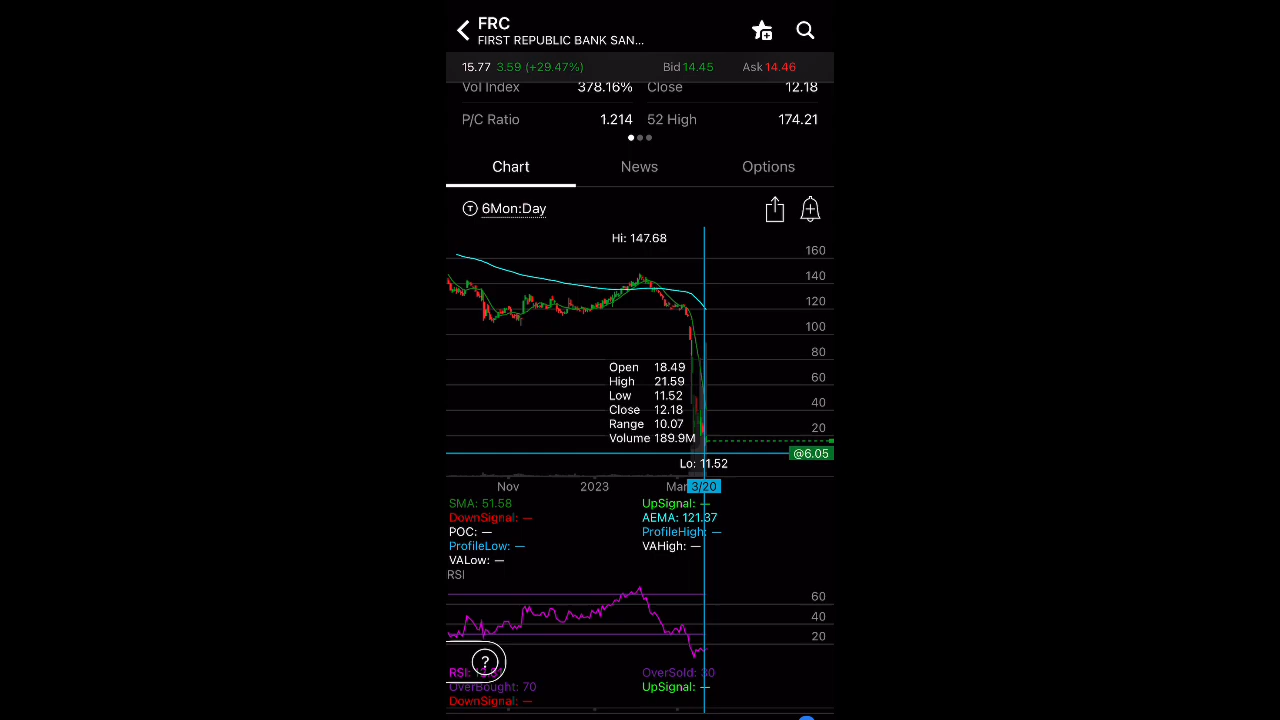 FRC
FIRST REPUBLIC BANK SAN...
15.77 3.59 (+29.47%) Bid 14.45 Ask 14.46
Vol Index 378.16% Close 12.18
P/C Ratio 1.214 52 High 174.21
Chart News Options
T 6Mon:Day
Hi: 147.68
160
140
120
100
80
60
40
20
Open 18.49
High 21.59
Low 11.52
Close 12.18
Range 10.07
Volume 189.9M
@6.05
Lo: 11.52
Nov 2023 Mar 3/20
SMA: 51.58 UpSignal: —
DownSignal: — AEMA: 121.37
POC: — ProfileHigh: —
ProfileLow: — VAHigh: —
VALow: —
RSI
60
40
20
?
RSI: OverSold: 30
OverBought: 70 UpSignal: —
DownSignal: —